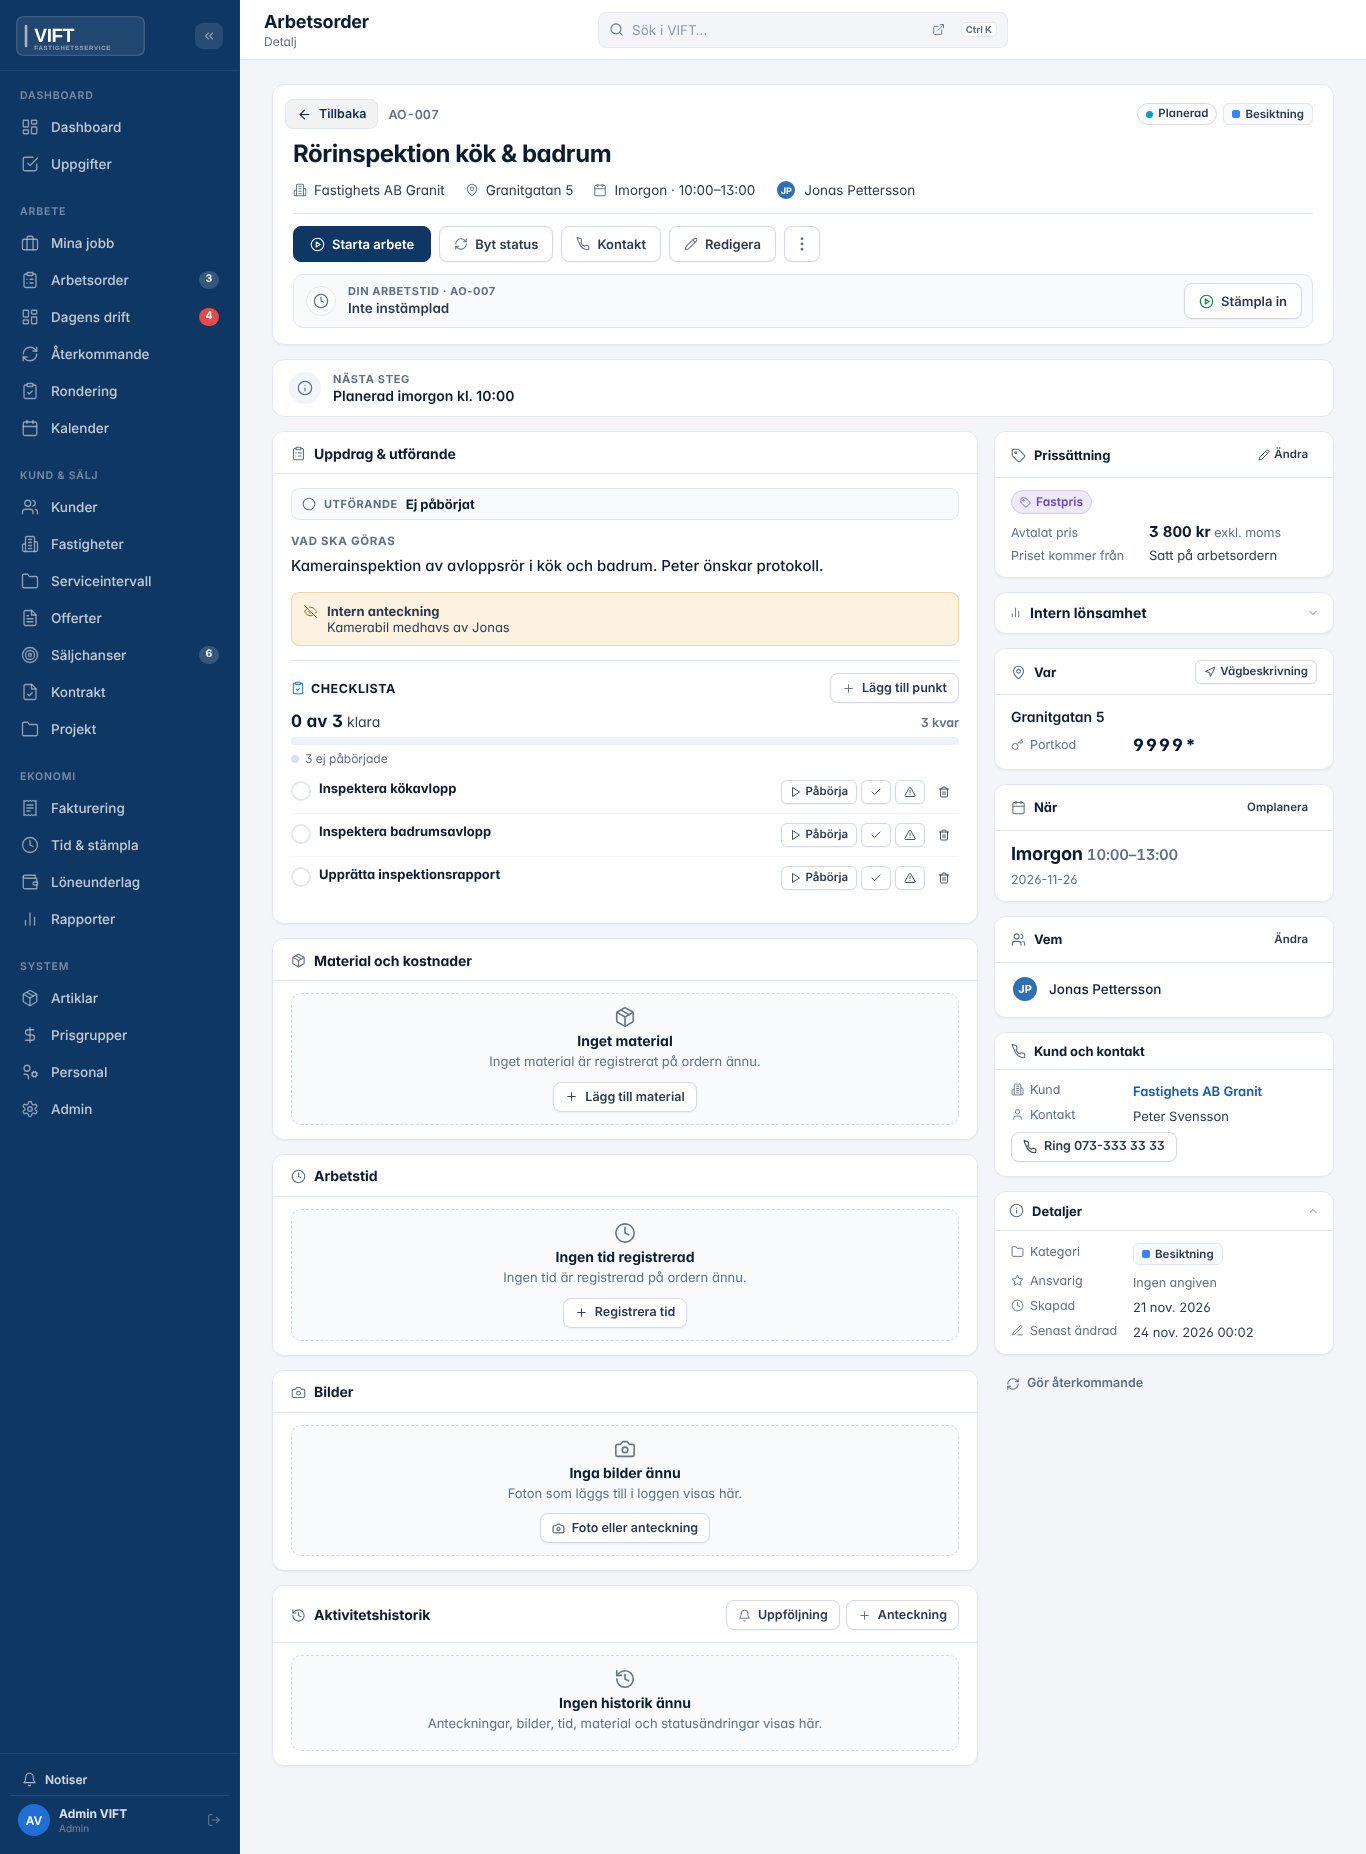 VIFT
FASTIGHETSSERVICE
DASHBOARD
Dashboard
Uppgifter
ARBETE
Mina jobb
Arbetsorder 3
Dagens drift 4
Återkommande
Rondering
Kalender
KUND & SÄLJ
Kunder
Fastigheter
Serviceintervall
Offerter
Säljchanser 6
Kontrakt
Projekt
EKONOMI
Fakturering
Tid & stämpla
Löneunderlag
Rapporter
SYSTEM
Artiklar
Prisgrupper
Personal
Admin
Notiser
AV Admin VIFT
Admin
Arbetsorder
Detalj
Sök i VIFT... Ctrl K
Tillbaka AO-007 Planerad Besiktning
Rörinspektion kök & badrum
Fastighets AB Granit Granitgatan 5 Imorgon · 10:00–13:00 JP Jonas Pettersson
Starta arbete Byt status Kontakt Redigera
DIN ARBETSTID · AO-007
Inte instämplad
Stämpla in
NÄSTA STEG
Planerad imorgon kl. 10:00
Uppdrag & utförande
UTFÖRANDE Ej påbörjat
VAD SKA GÖRAS
Kamerainspektion av avloppsrör i kök och badrum. Peter önskar protokoll.
Intern anteckning
Kamerabil medhavs av Jonas
CHECKLISTA Lägg till punkt
0 av 3 klara 3 kvar
3 ej påbörjade
Inspektera kökavlopp Påbörja
Inspektera badrumsavlopp Påbörja
Upprätta inspektionsrapport Påbörja
Material och kostnader
Inget material
Inget material är registrerat på ordern ännu.
Lägg till material
Arbetstid
Ingen tid registrerad
Ingen tid är registrerad på ordern ännu.
Registrera tid
Bilder
Inga bilder ännu
Foton som läggs till i loggen visas här.
Foto eller anteckning
Aktivitetshistorik Uppföljning Anteckning
Ingen historik ännu
Anteckningar, bilder, tid, material och statusändringar visas här.
Prissättning Ändra
Fastpris
Avtalat pris 3 800 kr exkl. moms
Priset kommer från Satt på arbetsordern
Intern lönsamhet
Var Vägbeskrivning
Granitgatan 5
Portkod 9999*
När Omplanera
Imorgon 10:00–13:00
2026-11-26
Vem Ändra
JP Jonas Pettersson
Kund och kontakt
Kund Fastighets AB Granit
Kontakt Peter Svensson
Ring 073-333 33 33
Detaljer
Kategori Besiktning
Ansvarig Ingen angiven
Skapad 21 nov. 2026
Senast ändrad 24 nov. 2026 00:02
Gör återkommande